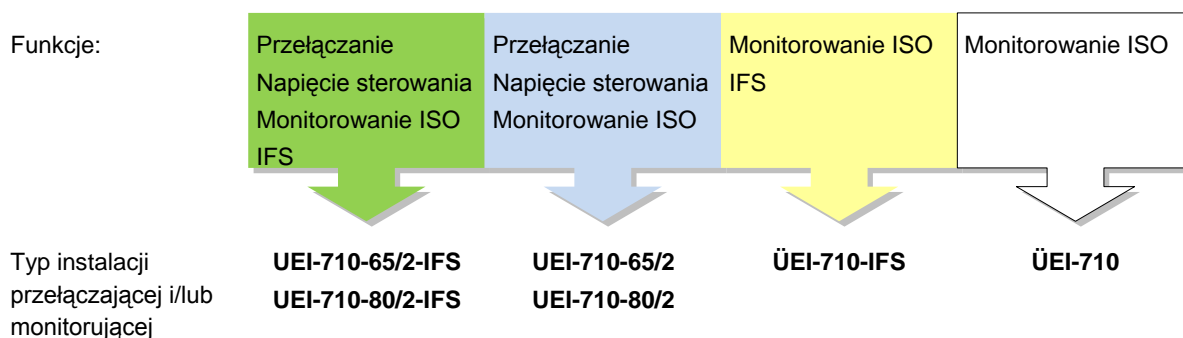 Funkcje:
Przełączanie
Napięcie sterowania
Monitorowanie ISO
IFS
Przełączanie
Napięcie sterowania
Monitorowanie ISO
Monitorowanie ISO
IFS
Monitorowanie ISO
Typ instalacji
przełączającej i/lub
monitorującej
UEI-710-65/2-IFS
UEI-710-80/2-IFS
UEI-710-65/2
UEI-710-80/2
ÜEI-710-IFS
ÜEI-710